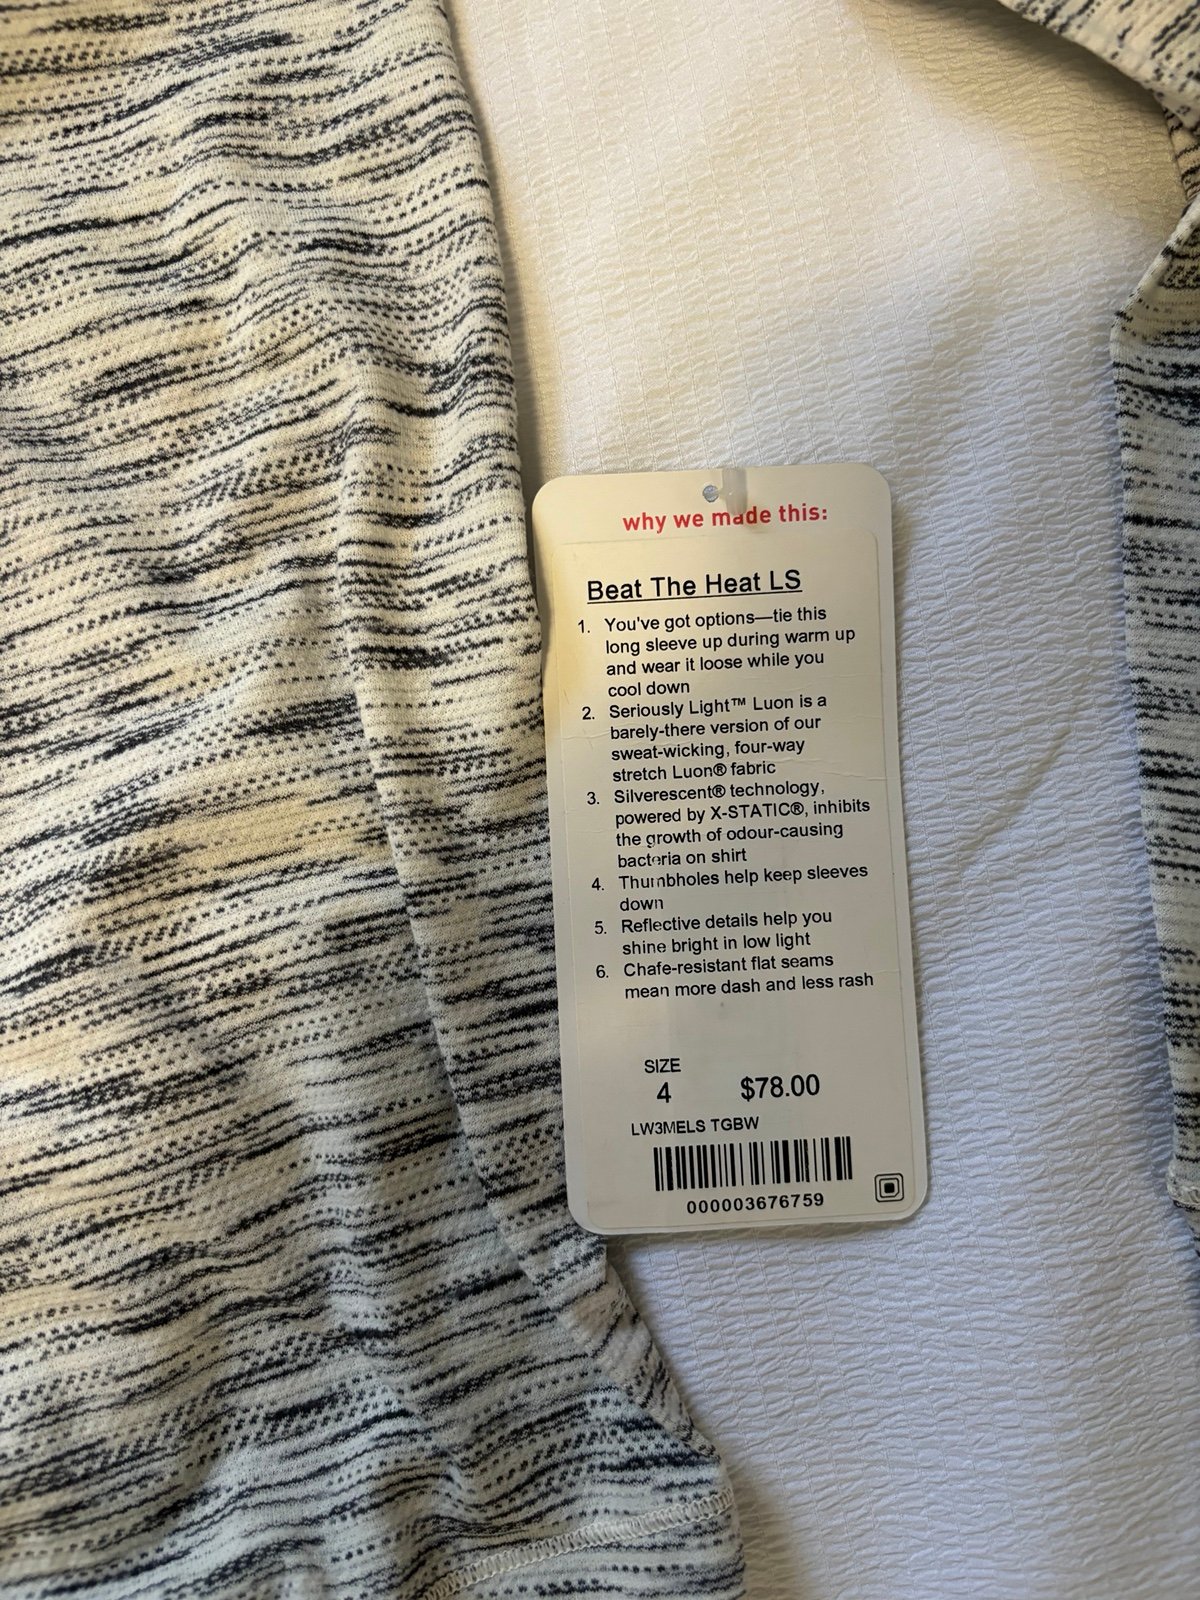 why we made this:
Beat The Heat LS
1. You've got options—tie this
long sleeve up during warm up
and wear it loose while you
cool down
2. Seriously Light™ Luon is a
barely-there version of our
sweat-wicking, four-way
stretch Luon® fabric
3. Silverescent® technology,
powered by X-STATIC®, inhibits
the growth of odour-causing
bacteria on shirt
4. Thumbholes help keep sleeves
down
5. Reflective details help you
shine bright in low light
6. Chafe-resistant flat seams
mean more dash and less rash
SIZE
4 $78.00
LW3MELS TGBW
000003676759